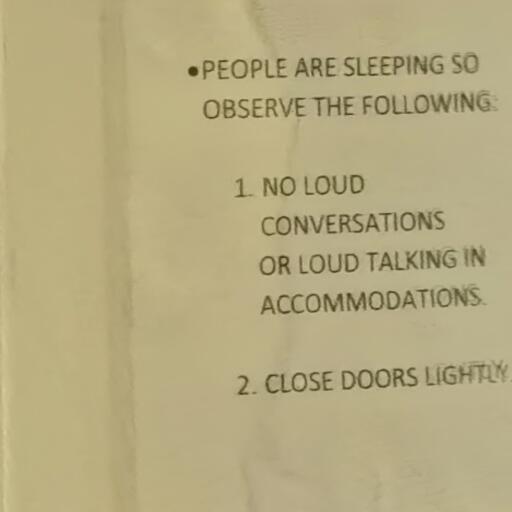 •PEOPLE ARE SLEEPING SO
OBSERVE THE FOLLOWING:
1. NO LOUD
CONVERSATIONS
OR LOUD TALKING IN
ACCOMMODATIONS.
2. CLOSE DOORS LIGHTLY.